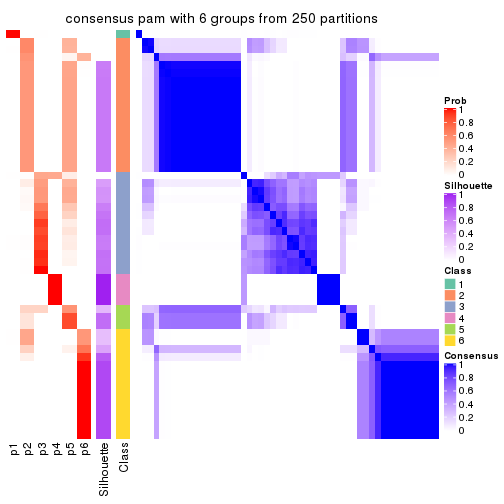 consensus pam with 6 groups from 250 partitions
Prob
1
0.8
0.6
0.4
0.2
0
Silhouette
1
0.8
0.6
0.4
0.2
0
Class
1
2
3
4
5
6
Consensus
1
0.8
0.6
0.4
0.2
0
p1
p2
p3
p4
p5
p6
Silhouette
Class